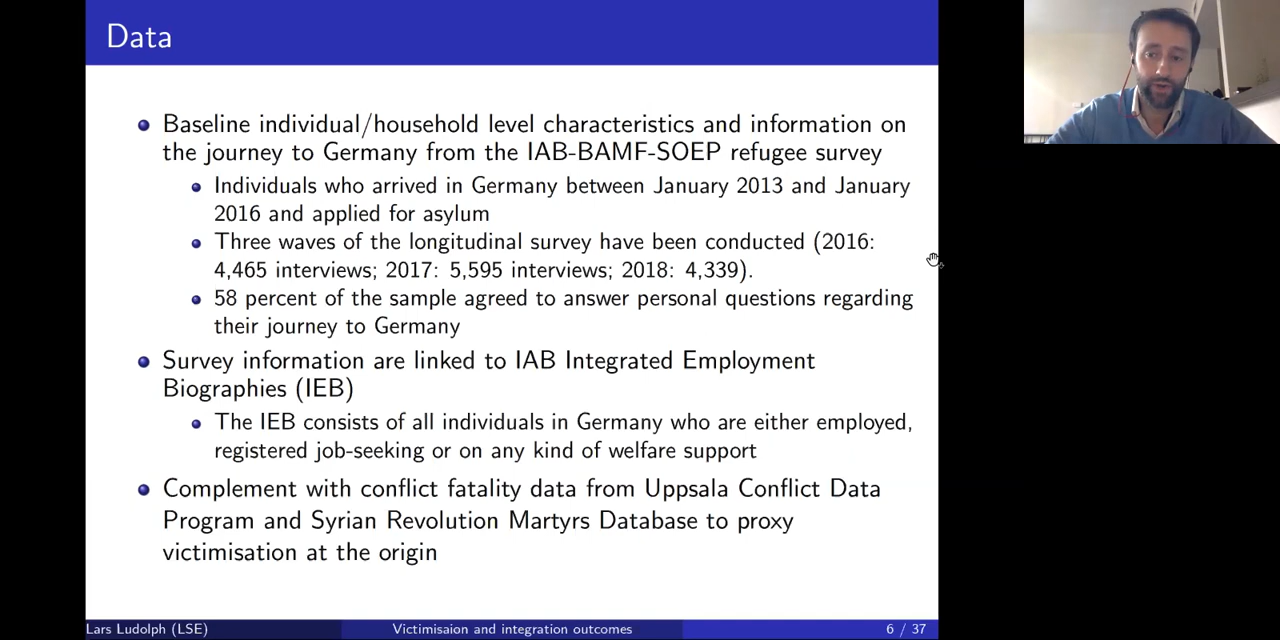 Data
Baseline individual/household level characteristics and information on
the journey to Germany from the IAB-BAMF-SOEP refugee survey
Individuals who arrived in Germany between January 2013 and January
2016 and applied for asylum
Three waves of the longitudinal survey have been conducted (2016:
4,465 interviews; 2017: 5,595 interviews; 2018: 4,339).
58 percent of the sample agreed to answer personal questions regarding
their journey to Germany
Survey information are linked to IAB Integrated Employment
Biographies (IEB)
The IEB consists of all individuals in Germany who are either employed,
registered job-seeking or on any kind of welfare support
Complement with conflict fatality data from Uppsala Conflict Data
Program and Syrian Revolution Martyrs Database to proxy
victimisation at the origin
Lars Ludolph (LSE)
Victimisaion and integration outcomes
6 / 37